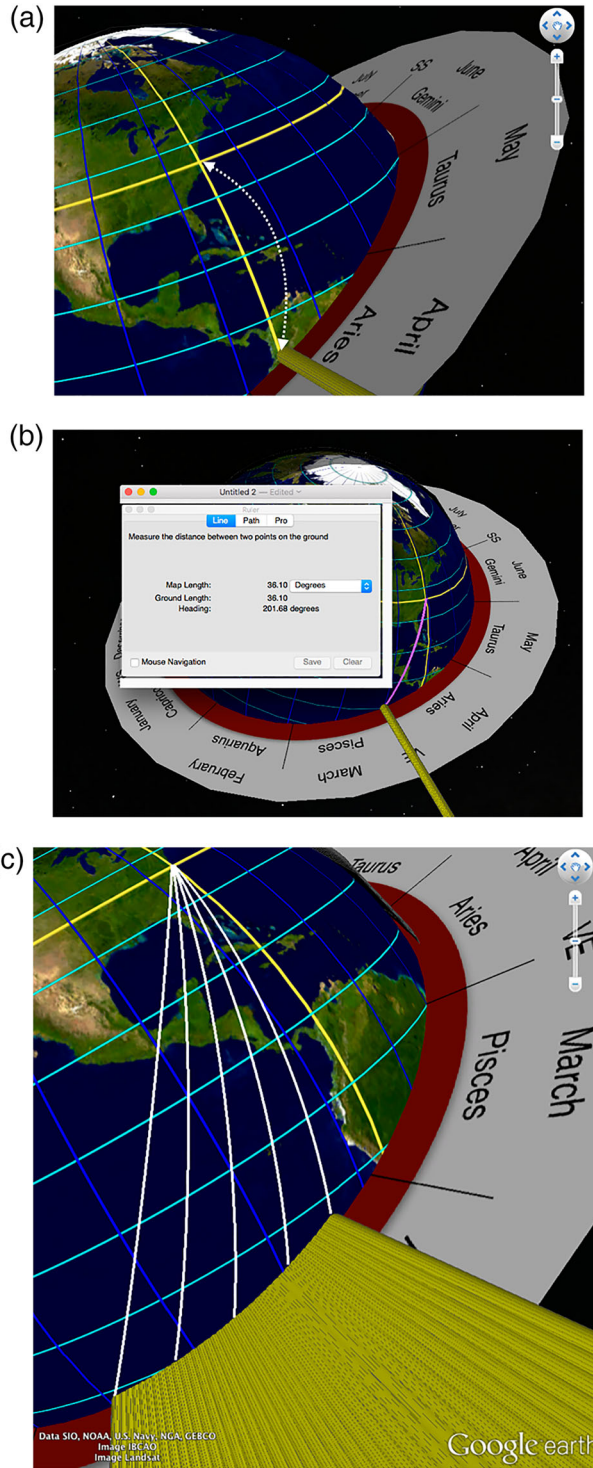 (a)
July
SS
June
Gemini
May
Taurus
April
Aries
(b)
Untitled 2 — Edited
Ruler
Line Path Pro
Measure the distance between two points on the ground
Map Length: 36.10 Degrees
Ground Length: 36.10
Heading: 201.68 degrees
Mouse Navigation Save Clear
July
SS
June
Gemini
May
Taurus
April
Aries
March
Pisces
February
Aquarius
January
c)
Taurus
April
Aries
VE
March
Pisces
Data SIO, NOAA, U.S. Navy, NGA, GEBCO
Image IBCAO
Image Landsat
Google earth